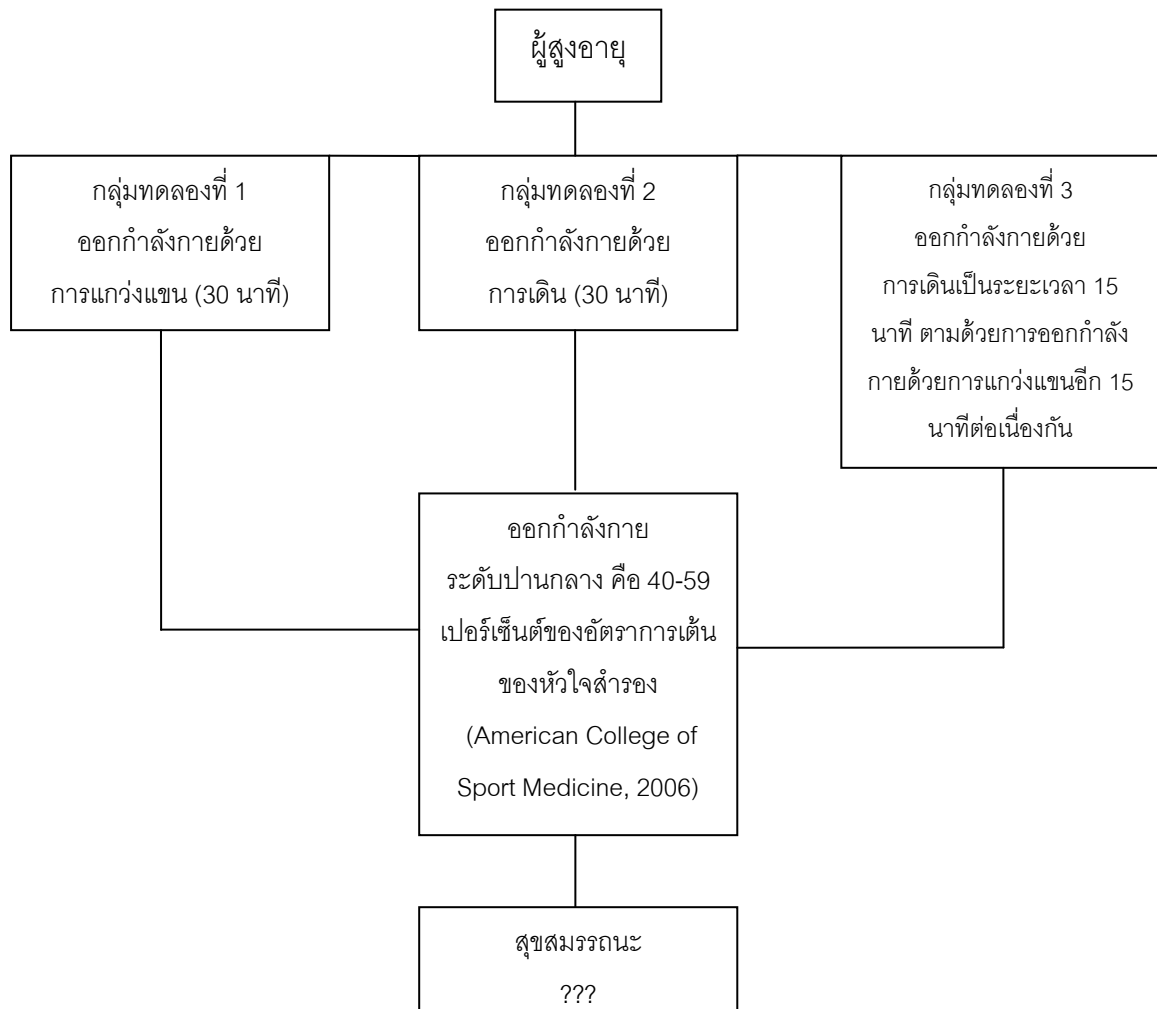 ผู้สูงอายุ
กลุ่มทดลองที่ 1
ออกกำลังกายด้วย
การแกว่งแขน (30 นาที)
กลุ่มทดลองที่ 2
ออกกำลังกายด้วย
การเดิน (30 นาที)
กลุ่มทดลองที่ 3
ออกกำลังกายด้วย
การเดินเป็นระยะเวลา 15
นาที ตามด้วยการออกกำลัง
กายด้วยการแกว่งแขนอีก 15
นาทีต่อเนื่องกัน
ออกกำลังกาย
ระดับปานกลาง คือ 40-59
เปอร์เซ็นต์ของอัตราการเต้น
ของหัวใจสำรอง
(American College of
Sport Medicine, 2006)
สุขสมรรถนะ
???